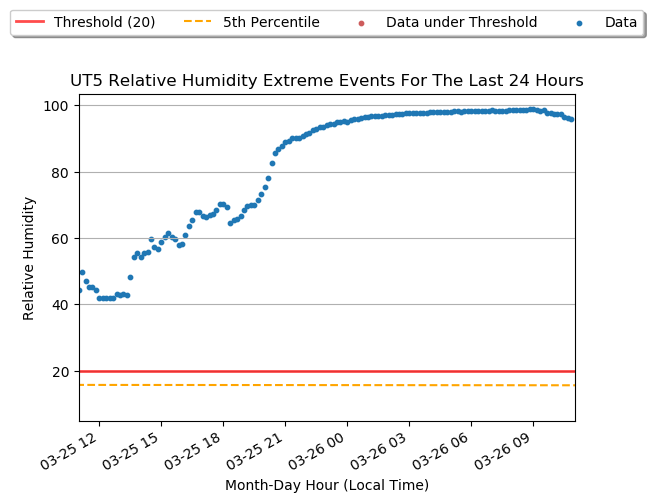 Threshold (20) 5th Percentile Data under Threshold Data
UT5 Relative Humidity Extreme Events For The Last 24 Hours
100
80
60
40
20
Relative Humidity
03-25 12 03-25 15 03-25 18 03-25 21 03-26 00 03-26 03 03-26 06 03-26 09
Month-Day Hour (Local Time)